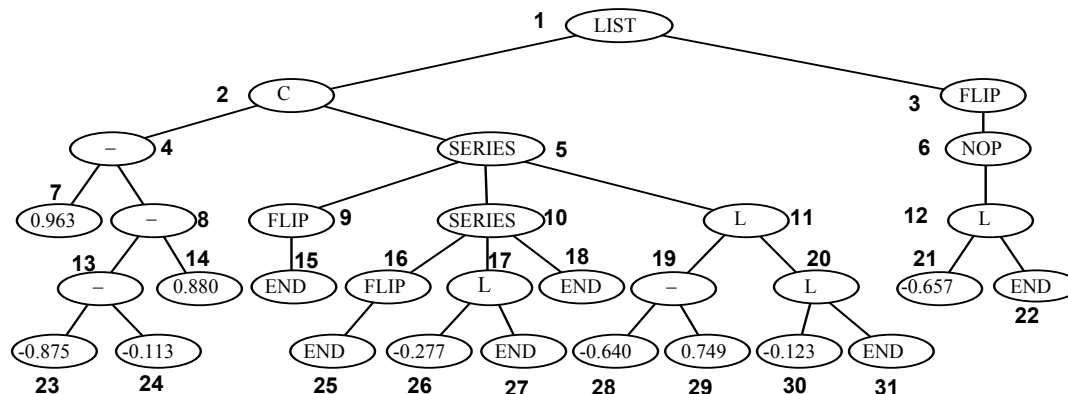 1 LIST
2 C 3 FLIP
– 4 SERIES 5 6 NOP
7 0.963 – 8 FLIP 9 SERIES 10 L 11 12 L
13 – 14 0.880 15 END 16 FLIP 17 L 18 END 19 – 20 L 21 -0.657 END 22
-0.875 -0.113 END -0.277 END -0.640 0.749 -0.123 END
23 24 25 26 27 28 29 30 31